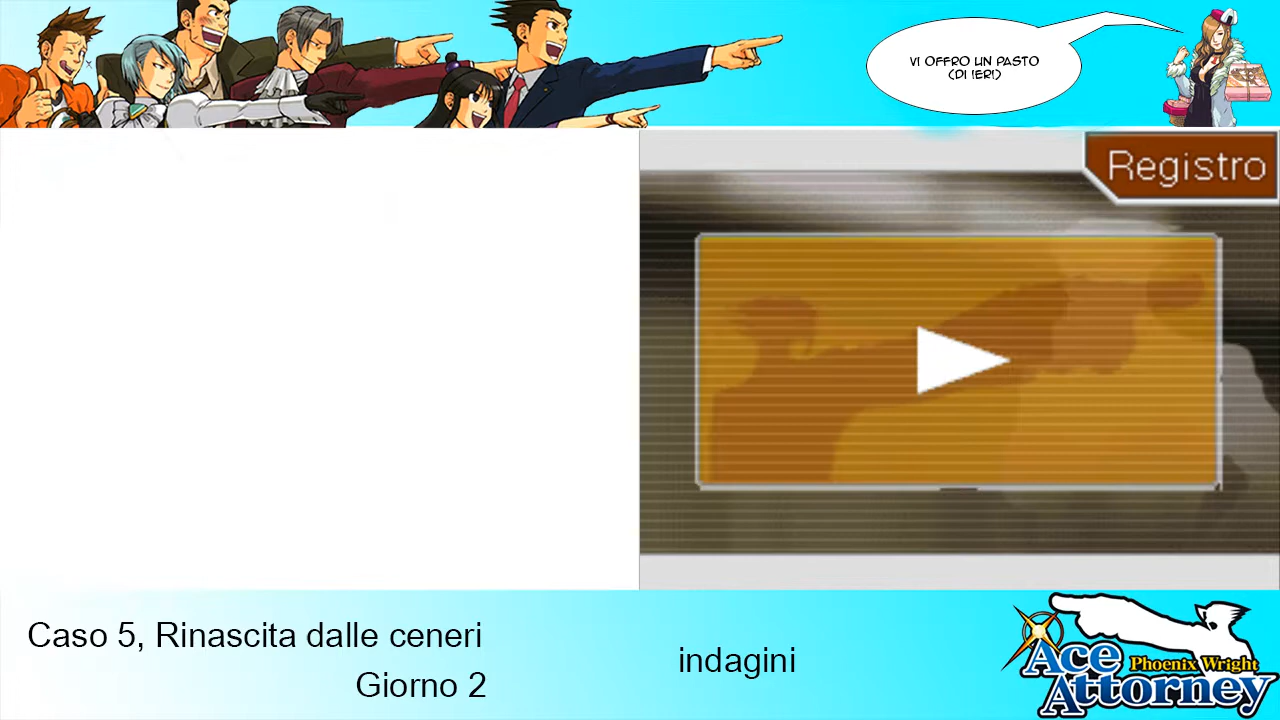 VI OFFRO UN PASTO
(DI IERI)
Registro
Caso 5, Rinascita dalle ceneri
Giorno 2
indagini
Ace
Phoenix Wright
Attorney